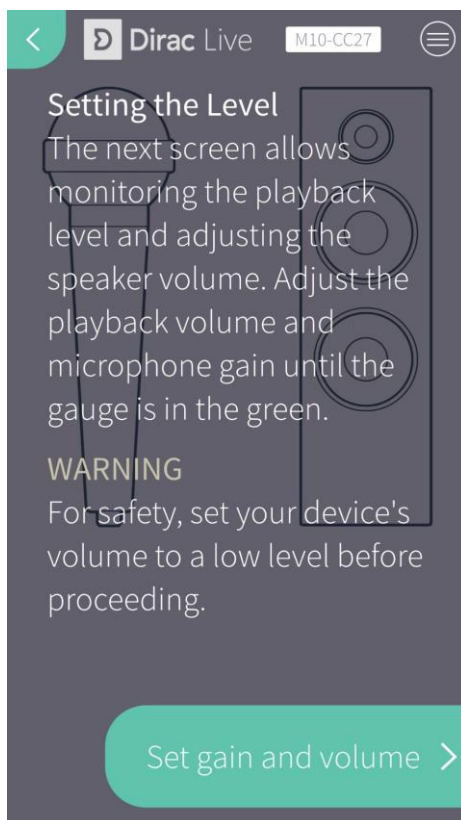 Dirac Live M10-CC27
Setting the Level
The next screen allows
monitoring the playback
level and adjusting the
speaker volume. Adjust the
playback volume and
microphone gain until the
gauge is in the green.
WARNING
For safety, set your device's
volume to a low level before
proceeding.
Set gain and volume